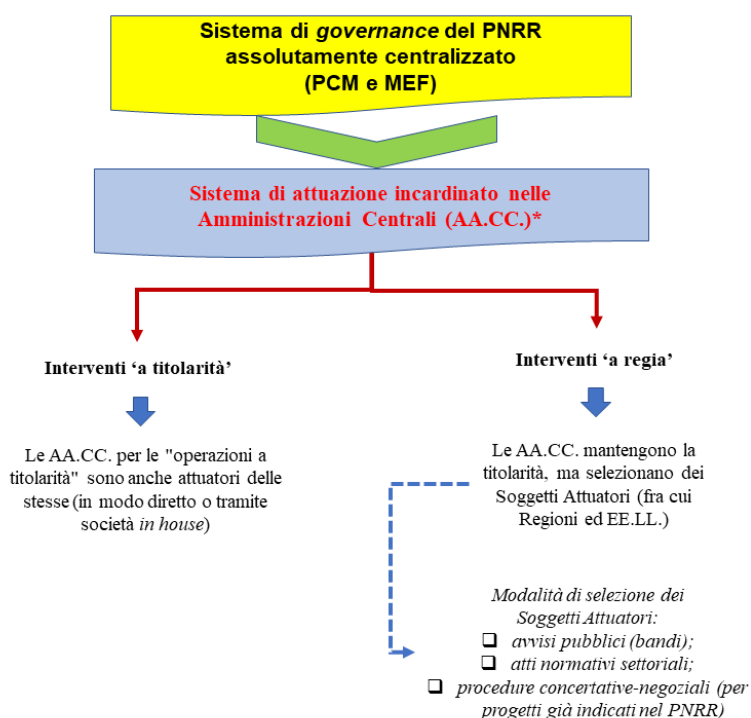 Sistema di governance del PNRR
assolutamente centralizzato
(PCM e MEF)
Sistema di attuazione incardinato nelle
Amministrazioni Centrali (AA.CC.)*
Interventi ‘a titolarità’
Le AA.CC. per le "operazioni a
titolarità" sono anche attuatori delle
stesse (in modo diretto o tramite
società in house)
Interventi ‘a regia’
Le AA.CC. mantengono la
titolarità, ma selezionano dei
Soggetti Attuatori (fra cui
Regioni ed EE.LL.)
Modalità di selezione dei
Soggetti Attuatori:
❑ avvisi pubblici (bandi);
❑ atti normativi settoriali;
❑ procedure concertative-negoziali (per
progetti già indicati nel PNRR)